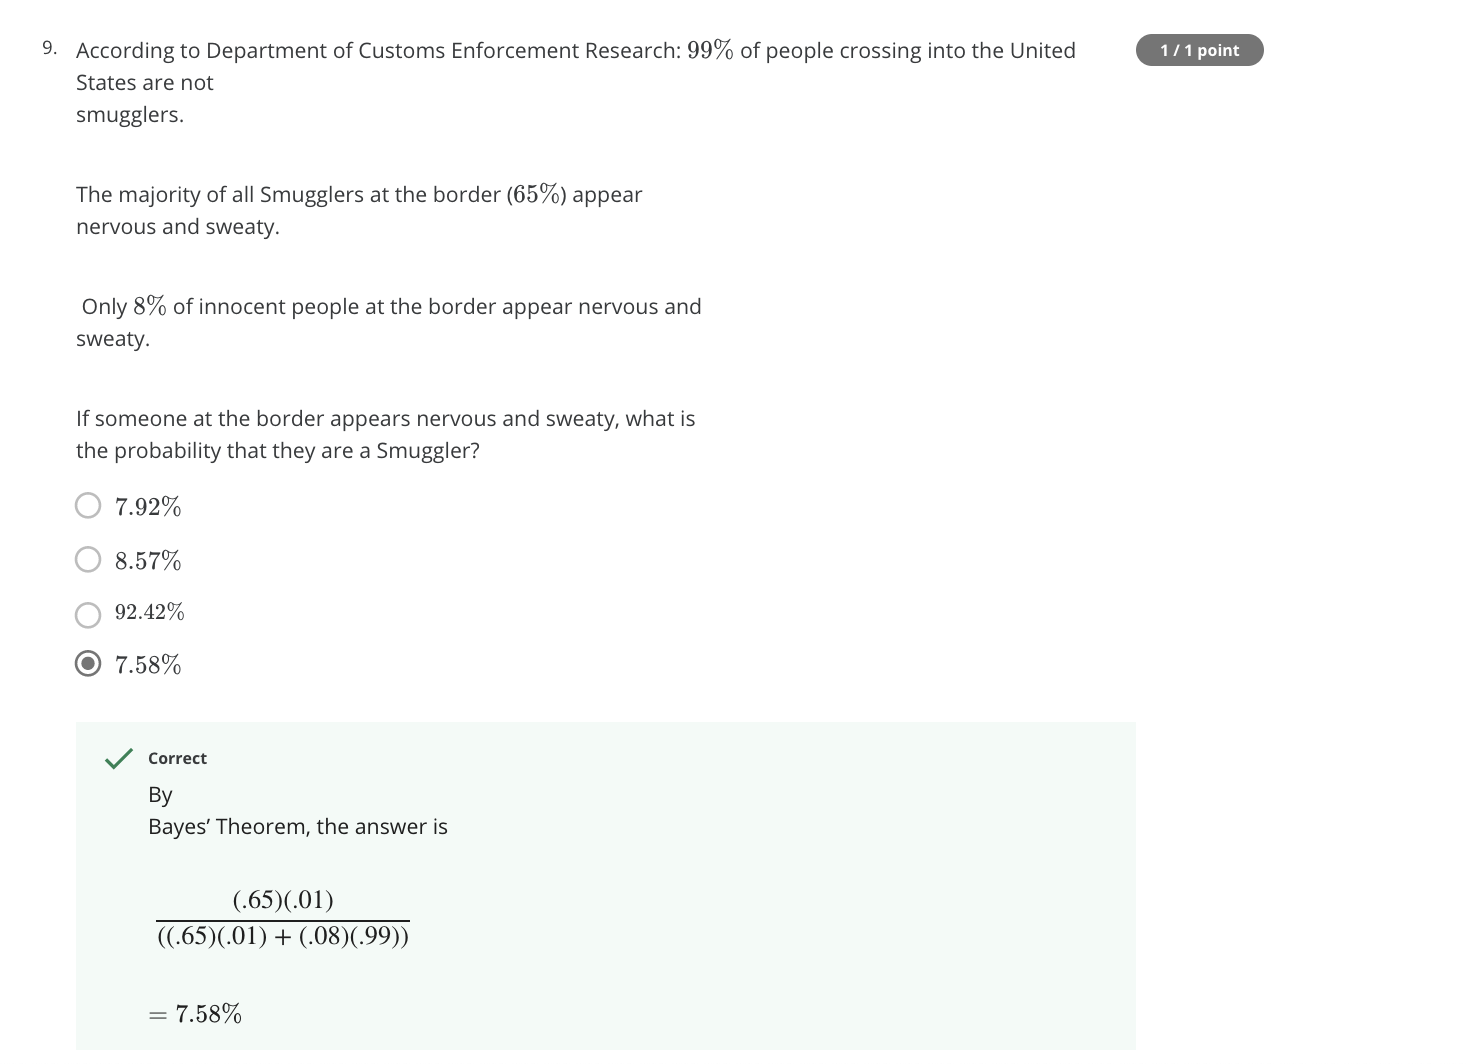 9. According to Department of Customs Enforcement Research: 99% of people crossing into the United
1 / 1 point
States are not
smugglers.
The majority of all Smugglers at the border (65%) appear
nervous and sweaty.
Only 8% of innocent people at the border appear nervous and
sweaty.
If someone at the border appears nervous and sweaty, what is
the probability that they are a Smuggler?
7.92%
8.57%
92.42%
7.58%
Correct
By
Bayes’ Theorem, the answer is
(.65)(.01)
((.65)(.01) + (.08)(.99))
= 7.58%